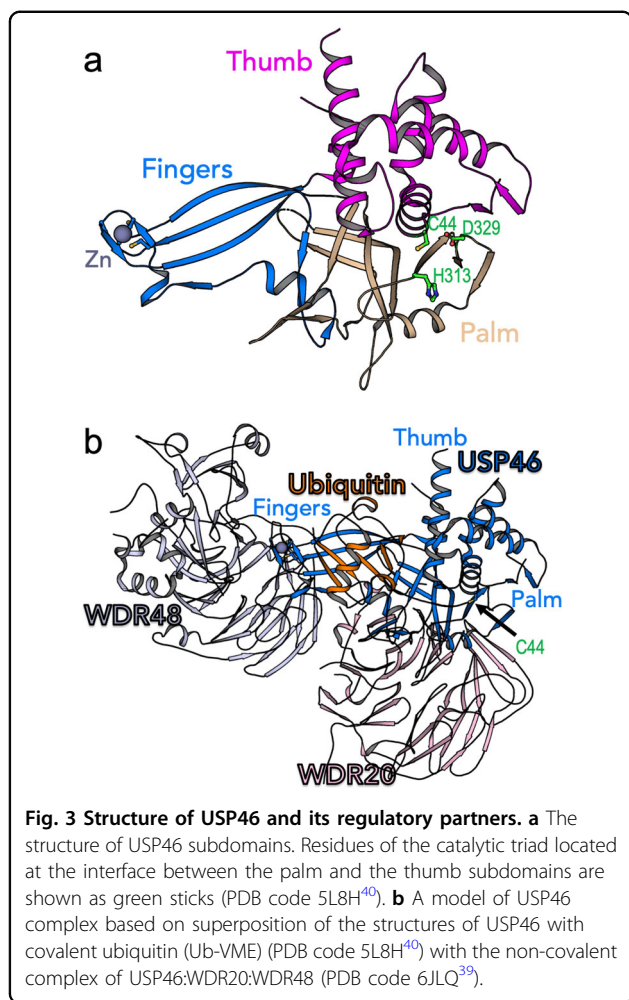 a
Thumb
Fingers
C44
D329
Zn
H313
Palm
b
Thumb
USP46
Ubiquitin
Fingers
WDR48
Palm
C44
WDR20
Fig. 3 Structure of USP46 and its regulatory partners. a The
structure of USP46 subdomains. Residues of the catalytic triad located
at the interface between the palm and the thumb subdomains are
shown as green sticks (PDB code 5L8H40). b A model of USP46
complex based on superposition of the structures of USP46 with
covalent ubiquitin (Ub-VME) (PDB code 5L8H40) with the non-covalent
complex of USP46:WDR20:WDR48 (PDB code 6JLQ39).